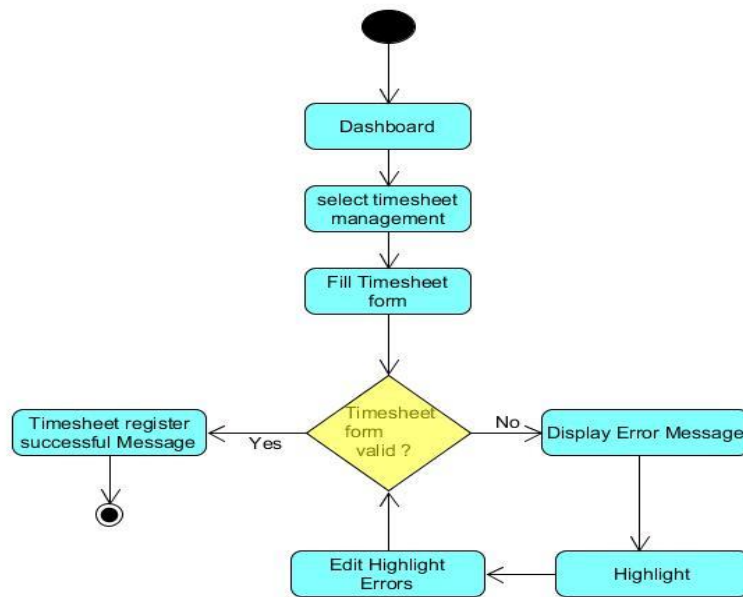 Dashboard
select timesheet
management
Fill Timesheet
form
Timesheet
form
valid ?
Yes
No
Timesheet register
successful Message
Display Error Message
Edit Highlight
Errors
Highlight